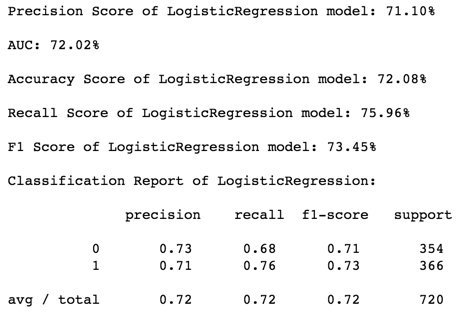 Precision Score of LogisticRegression model: 71.10%
AUC: 72.02%
Accuracy Score of LogisticRegression model: 72.08%
Recall Score of LogisticRegression model: 75.96%
F1 Score of LogisticRegression model: 73.45%
Classification Report of LogisticRegression:
precision recall f1-score support
0 0.73 0.68 0.71 354
1 0.71 0.76 0.73 366
avg / total 0.72 0.72 0.72 720